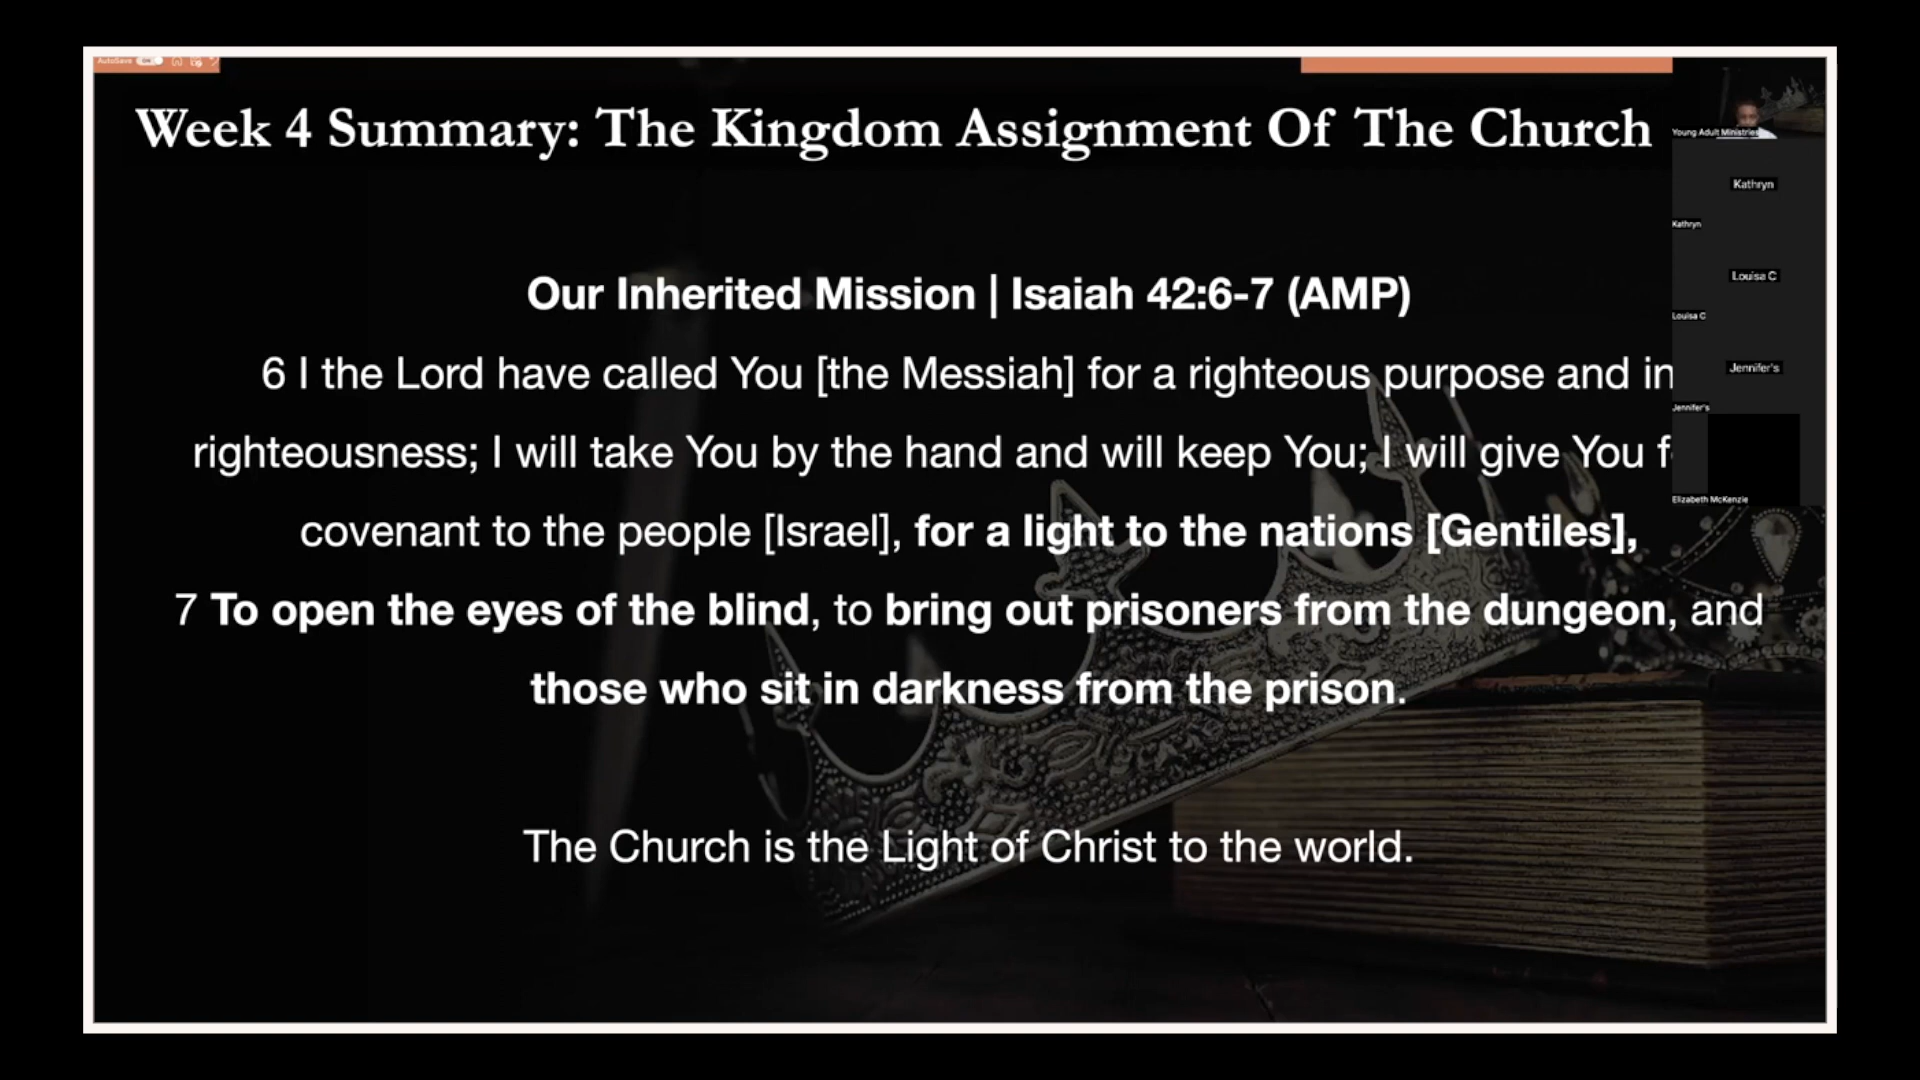 AutoSave ON
Week 4 Summary: The Kingdom Assignment Of The Church
Our Inherited Mission | Isaiah 42:6-7 (AMP)
6 I the Lord have called You [the Messiah] for a righteous purpose and in
righteousness; I will take You by the hand and will keep You; I will give You
covenant to the people [Israel], for a light to the nations [Gentiles],
7 To open the eyes of the blind, to bring out prisoners from the dungeon, and
those who sit in darkness from the prison.
The Church is the Light of Christ to the world.
Young Adult Ministries
Kathryn
Kathryn
Louisa C
Louisa C
Jennifer's
Jennifer's
Elizabeth McKenzie